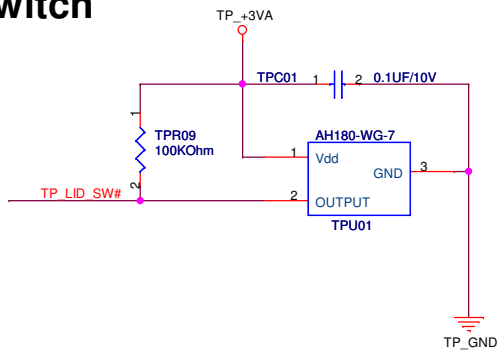 witch
TP_+3VA
TPC01 1 2 0.1UF/10V
1
TPR09
100KOhm
2
AH180-WG-7
1 Vdd
GND 3
TP_LID_SW#
2 OUTPUT
TPU01
TP_GND